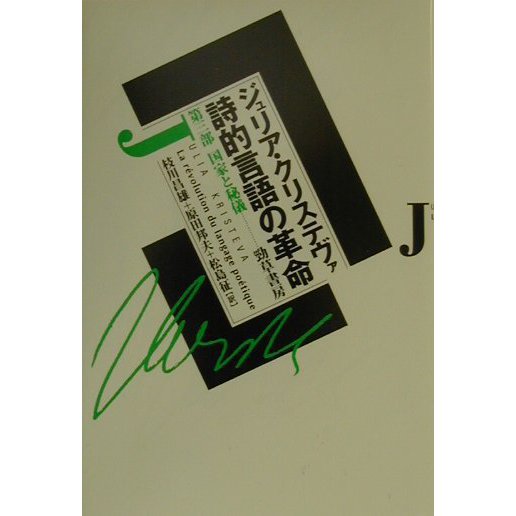 ジュリア・クリステヴァ
詩的言語の革命
第三部 国家と秘儀………勁草書房
JULIA KRISTEVA
La révolution du langage poétique
枝川昌雄+原田邦夫+松島征[訳]
J